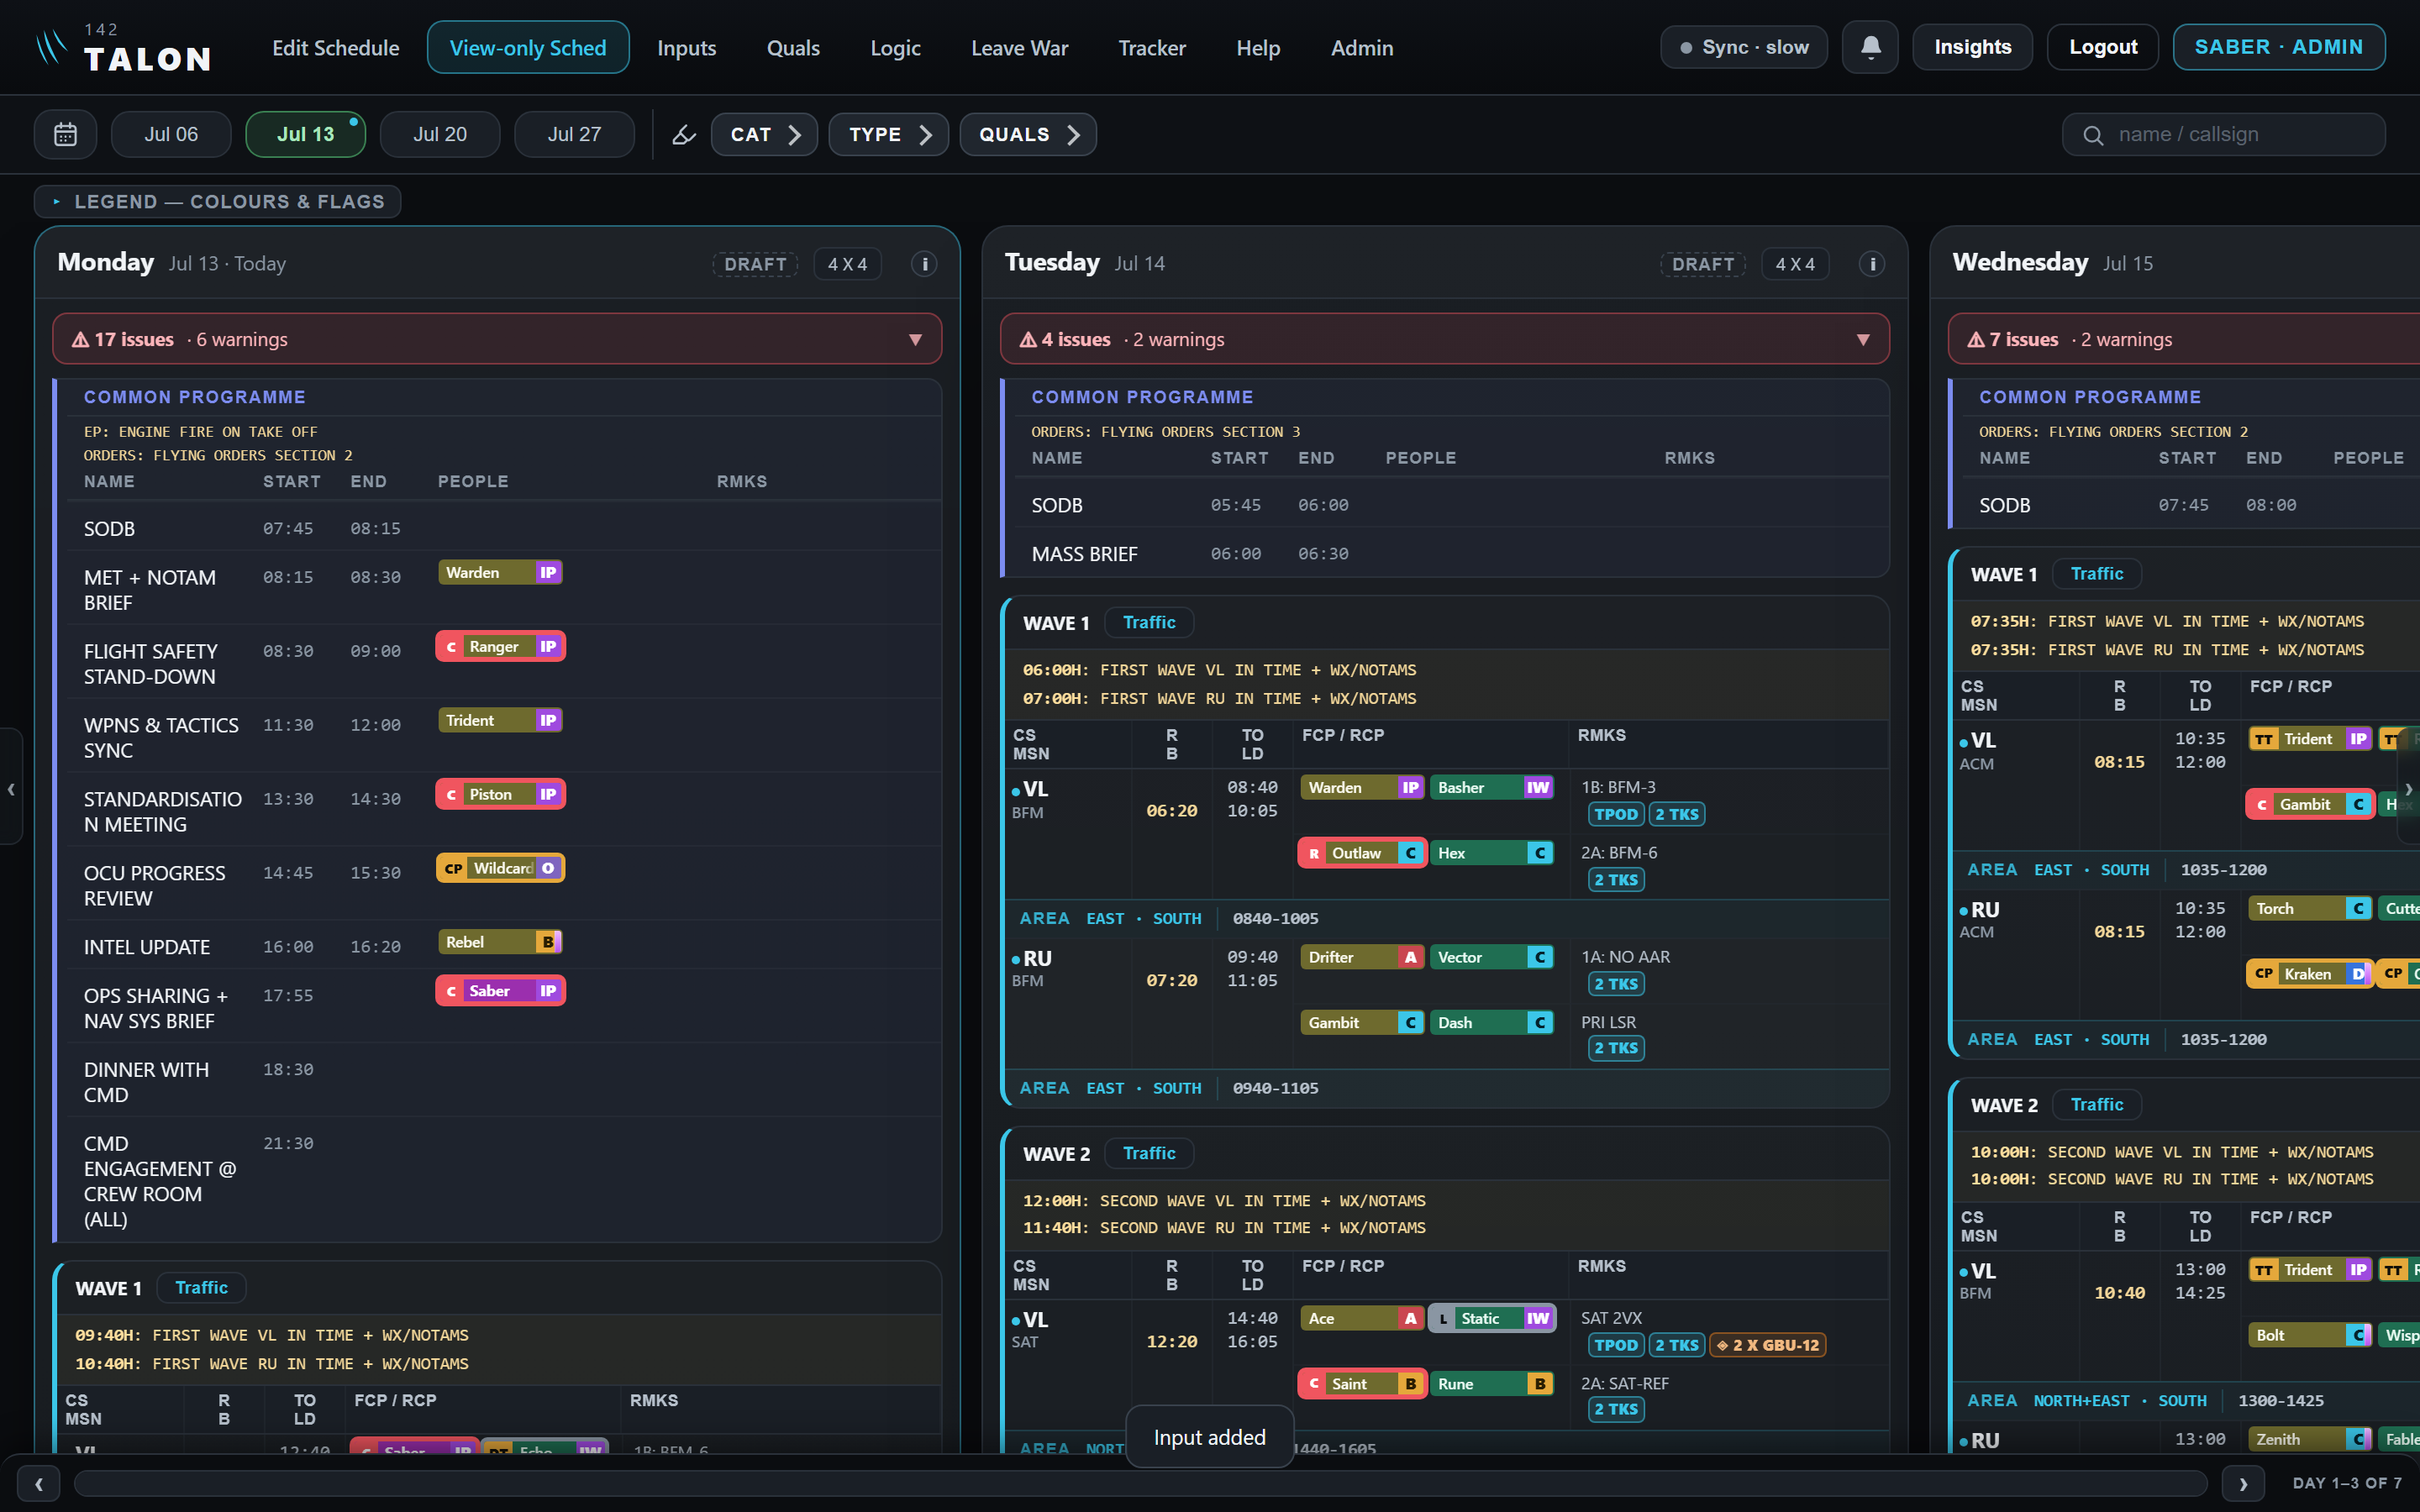 142
TALON
Edit Schedule
View-only Sched
Inputs
Quals
Logic
Leave War
Tracker
Help
Admin
Sync · slow
Insights
Logout
SABER · ADMIN
Jul 06
Jul 13
Jul 20
Jul 27
CAT
TYPE
QUALS
name / callsign
LEGEND — COLOURS & FLAGS
Monday Jul 13 · Today
DRAFT
4 X 4
17 issues · 6 warnings
COMMON PROGRAMME
EP: ENGINE FIRE ON TAKE OFF
ORDERS: FLYING ORDERS SECTION 2
NAME START END PEOPLE RMKS
SODB 07:45 08:15
MET + NOTAM BRIEF 08:15 08:30 Warden IP
FLIGHT SAFETY STAND-DOWN 08:30 09:00 C Ranger IP
WPNS & TACTICS SYNC 11:30 12:00 Trident IP
STANDARDISATIO
N MEETING 13:30 14:30 C Piston IP
OCU PROGRESS REVIEW 14:45 15:30 CP Wildcard O
INTEL UPDATE 16:00 16:20 Rebel B
OPS SHARING + NAV SYS BRIEF 17:55 C Saber IP
DINNER WITH CMD 18:30
CMD ENGAGEMENT @ CREW ROOM (ALL) 21:30
WAVE 1 Traffic
09:40H: FIRST WAVE VL IN TIME + WX/NOTAMS
10:40H: FIRST WAVE RU IN TIME + WX/NOTAMS
CS MSN R B TO LD FCP / RCP RMKS
VL 12:40 C Saber IP Echo IW 1B: BFM-6
Tuesday Jul 14
DRAFT
4 X 4
4 issues · 2 warnings
COMMON PROGRAMME
ORDERS: FLYING ORDERS SECTION 3
NAME START END PEOPLE RMKS
SODB 05:45 06:00
MASS BRIEF 06:00 06:30
WAVE 1 Traffic
06:00H: FIRST WAVE VL IN TIME + WX/NOTAMS
07:00H: FIRST WAVE RU IN TIME + WX/NOTAMS
CS MSN R B TO LD FCP / RCP RMKS
VL BFM 06:20 08:40 10:05 Warden IP Basher IW 1B: BFM-3
TPOD 2 TKS
R Outlaw C Hex C 2A: BFM-6
2 TKS
AREA EAST · SOUTH 0840-1005
RU BFM 07:20 09:40 11:05 Drifter A Vector C 1A: NO AAR
2 TKS
Gambit C Dash C PRI LSR
2 TKS
AREA EAST · SOUTH 0940-1105
WAVE 2 Traffic
12:00H: SECOND WAVE VL IN TIME + WX/NOTAMS
11:40H: SECOND WAVE RU IN TIME + WX/NOTAMS
CS MSN R B TO LD FCP / RCP RMKS
VL SAT 12:20 14:40 16:05 Ace A L Static IW SAT 2VX
TPOD 2 TKS 2 X GBU-12
C Saint B Rune B 2A: SAT-REF
2 TKS
AREA 1440-1605
Input added
Wednesday Jul 15
7 issues · 2 warnings
COMMON PROGRAMME
ORDERS: FLYING ORDERS SECTION 2
NAME START END PEOPLE
SODB 07:45 08:00
WAVE 1 Traffic
07:35H: FIRST WAVE VL IN TIME + WX/NOTAMS
07:35H: FIRST WAVE RU IN TIME + WX/NOTAMS
CS MSN R B TO LD FCP / RCP
VL ACM 08:15 10:35 12:00 TT Trident IP
C Gambit C
AREA EAST · SOUTH 1035-1200
RU ACM 08:15 10:35 12:00 Torch C
CP Kraken D CP
AREA EAST · SOUTH 1035-1200
WAVE 2 Traffic
10:00H: SECOND WAVE VL IN TIME + WX/NOTAMS
10:00H: SECOND WAVE RU IN TIME + WX/NOTAMS
CS MSN R B TO LD FCP / RCP
VL BFM 10:40 13:00 14:25 TT Trident IP TT
Bolt C
AREA NORTH+EAST · SOUTH 1300-1425
RU 13:00 Zenith C
DAY 1–3 OF 7